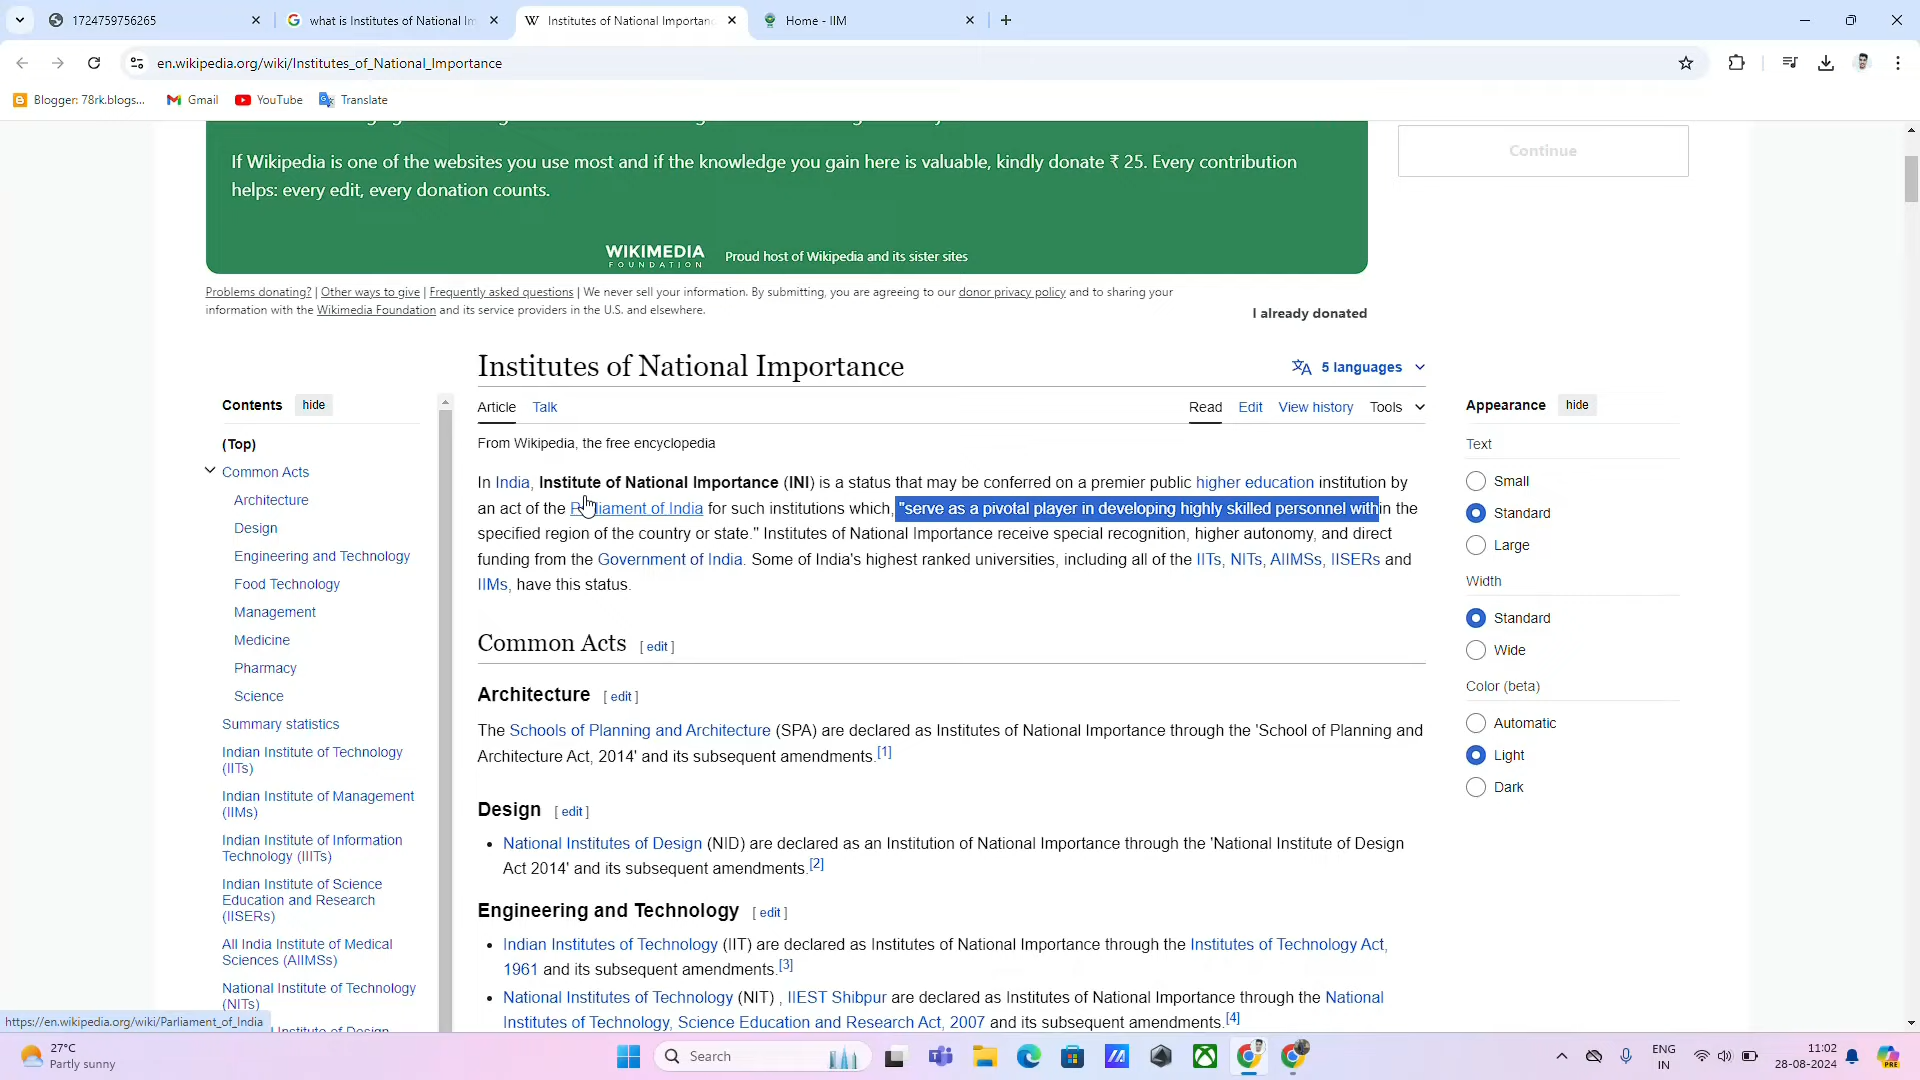 1724759756265
what is Institutes of National Im
Institutes of National Importanc
Home - IIM
en.wikipedia.org/wiki/Institutes_of_National_Importance
Blogger: 78rk.blogs...
Gmail
YouTube
Translate
If Wikipedia is one of the websites you use most and if the knowledge you gain here is valuable, kindly donate ₹ 25. Every contribution
helps: every edit, every donation counts.
Continue
WIKIMEDIA
FOUNDATION
Proud host of Wikipedia and its sister sites
Problems donating? | Other ways to give | Frequently asked questions | We never sell your information. By submitting, you are agreeing to our donor privacy policy and to sharing your
information with the Wikimedia Foundation and its service providers in the U.S. and elsewhere.
I already donated
Institutes of National Importance
5 languages
Contents hide
(Top)
Common Acts
Architecture
Design
Engineering and Technology
Food Technology
Management
Medicine
Pharmacy
Science
Summary statistics
Indian Institute of Technology
(IITs)
Indian Institute of Management
(IIMs)
Indian Institute of Information
Technology (IIITs)
Indian Institute of Science
Education and Research
(IISERs)
All India Institute of Medical
Sciences (AIIMSs)
National Institute of Technology
(NITs)
Institute of Design
Article Talk
Read Edit View history Tools
From Wikipedia, the free encyclopedia
In India, Institute of National Importance (INI) is a status that may be conferred on a premier public higher education institution by
an act of the Parliament of India for such institutions which, "serve as a pivotal player in developing highly skilled personnel within the
specified region of the country or state." Institutes of National Importance receive special recognition, higher autonomy, and direct
funding from the Government of India. Some of India's highest ranked universities, including all of the IITs, NITs, AIIMSs, IISERs and
IIMs, have this status.
Common Acts [ edit ]
Architecture [ edit ]
The Schools of Planning and Architecture (SPA) are declared as Institutes of National Importance through the 'School of Planning and
Architecture Act, 2014' and its subsequent amendments.[1]
Design [ edit ]
• National Institutes of Design (NID) are declared as an Institution of National Importance through the 'National Institute of Design
Act 2014' and its subsequent amendments.[2]
Engineering and Technology [ edit ]
• Indian Institutes of Technology (IIT) are declared as Institutes of National Importance through the Institutes of Technology Act,
1961 and its subsequent amendments.[3]
• National Institutes of Technology (NIT) , IIEST Shibpur are declared as Institutes of National Importance through the National
Institutes of Technology, Science Education and Research Act, 2007 and its subsequent amendments.[4]
Appearance hide
Text
Small
Standard
Large
Width
Standard
Wide
Color (beta)
Automatic
Light
Dark
https://en.wikipedia.org/wiki/Parliament_of_India
27°C
Partly sunny
Search
ENG
IN
11:02
28-08-2024
PRE